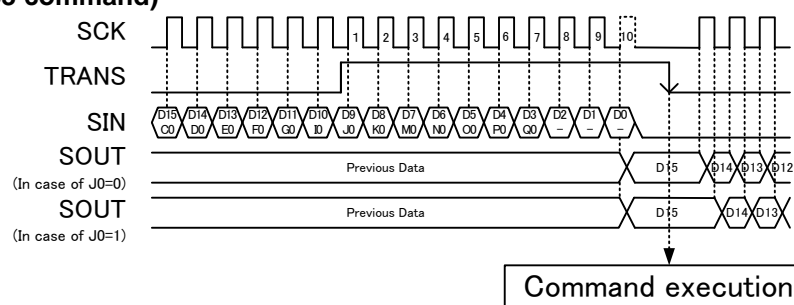 ss command)
SCK 1 2 3 4 5 6 7 8 9 10
TRANS
SIN D15 C0 D14 D0 D13 E0 D12 F0 D11 G0 D10 I0 D9 J0 D8 K0 D7 M0 D6 N0 D5 O0 D4 P0 D3 Q0 D2 – D1 – D0 –
SOUT Previous Data D15 D14 D13 D12
(In case of J0=0)
SOUT Previous Data D15 D14 D13
(In case of J0=1)
Command execution